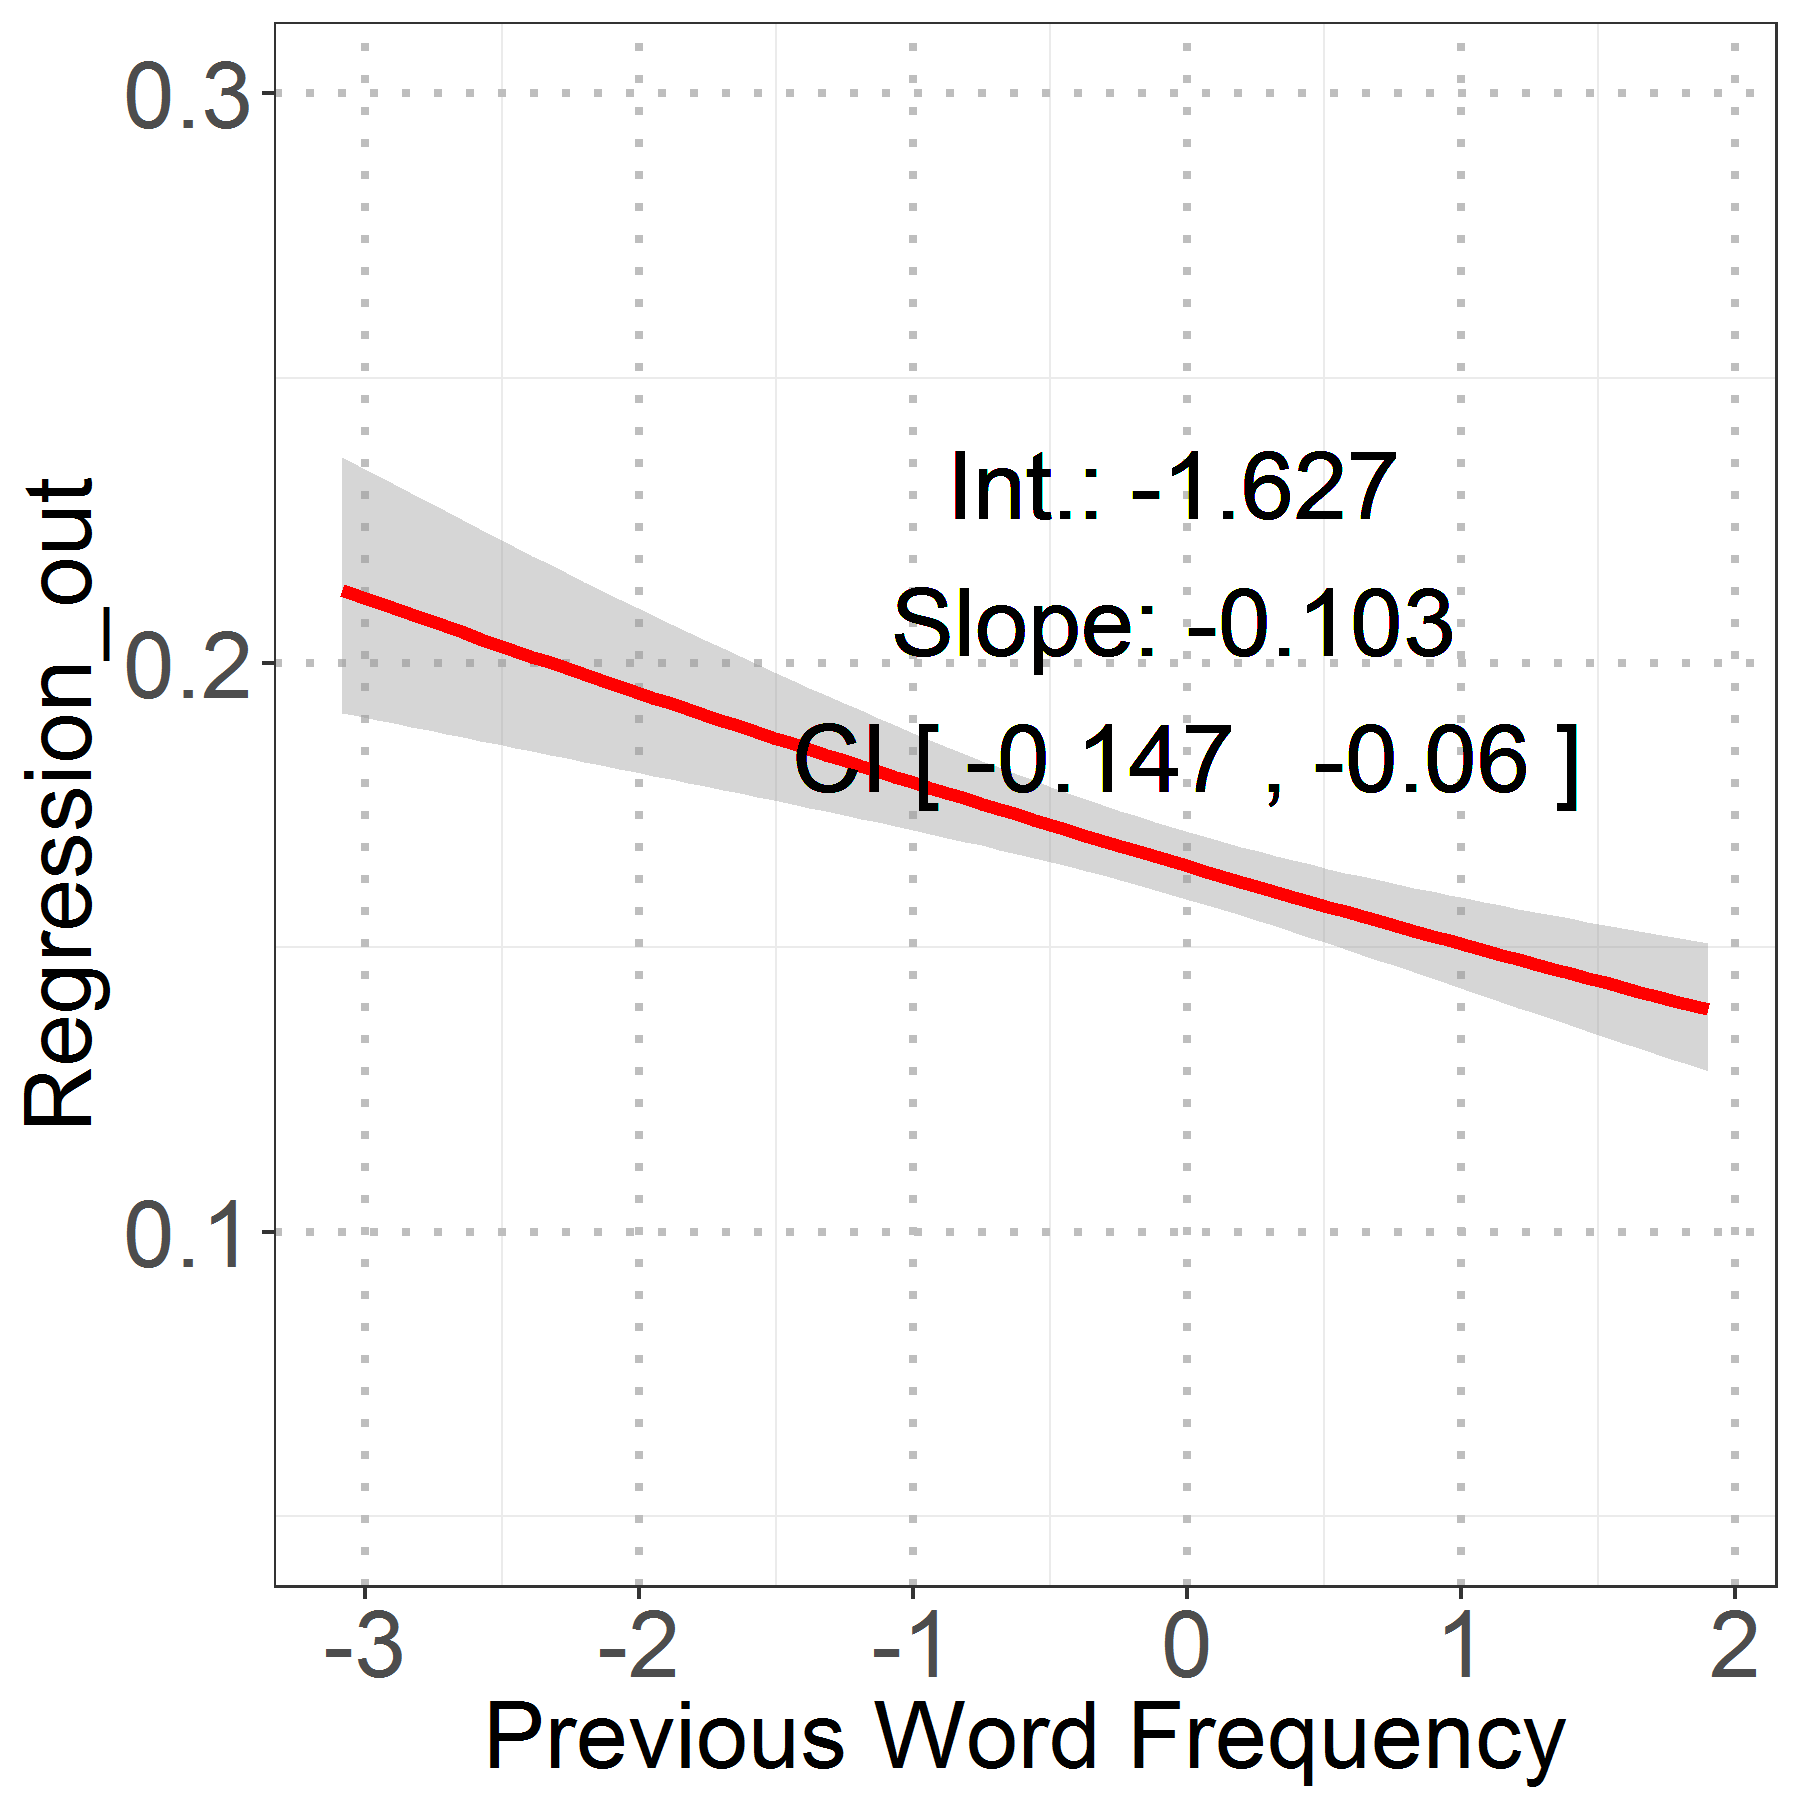 0.3
0.2
0.1
Regression_out
Int.: -1.627
Slope: -0.103
CI [ -0.147 , -0.06 ]
-3 -2 -1 0 1 2
Previous Word Frequency